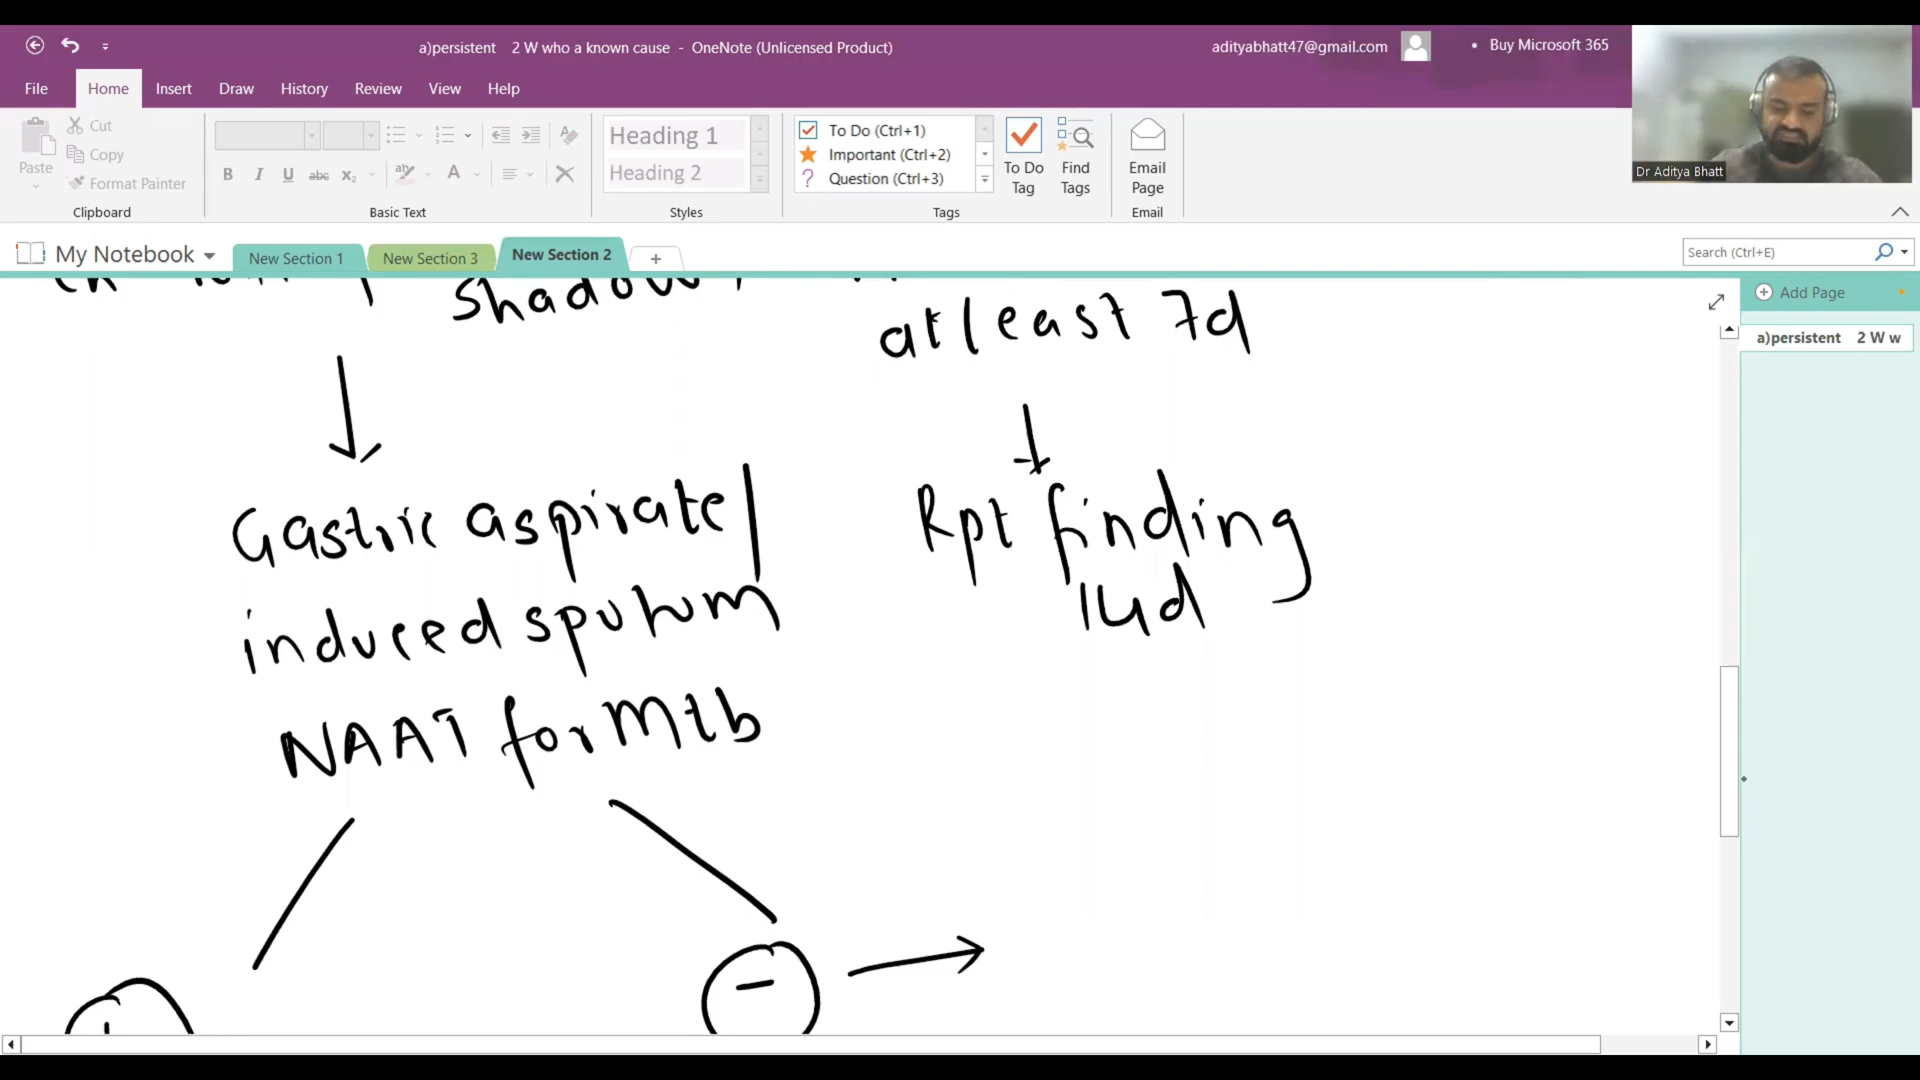 a)persistent 2 W who a known cause - OneNote (Unlicensed Product)
adityabhatt47@gmail.com
Buy Microsoft 365
File Home Insert Draw History Review View Help
Paste
Cut
Copy
Format Painter
Clipboard
B I U abc x₂ aby A
Basic Text
Heading 1
Heading 2
Styles
To Do (Ctrl+1)
Important (Ctrl+2)
Question (Ctrl+3)
To Do Tag
Find Tags
Tags
Email Page
Email
Dr Aditya Bhatt
My Notebook
New Section 1
New Section 3
New Section 2
Search (Ctrl+E)
Add Page
a)persistent 2 W w
shadow
atleast 7d
Gastric aspirate/
induced sputum
NAAT for Mtb
Rpt finding
14d
−